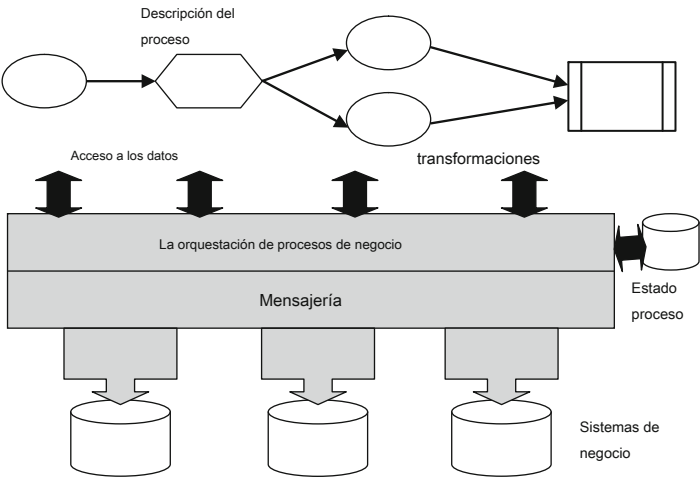 Descripción del
proceso
Acceso a los datos
transformaciones
La orquestación de procesos de negocio
Mensajería
Estado
proceso
Sistemas de
negocio